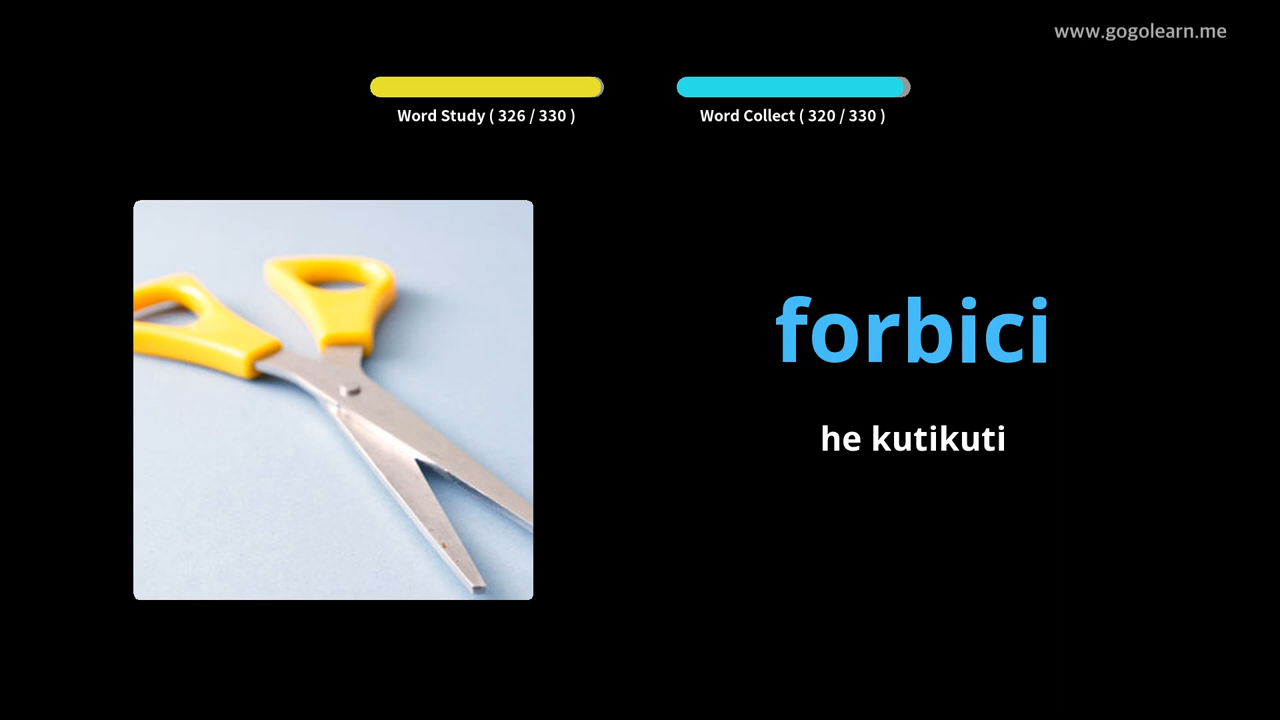 www.gogolearn.me
Word Study ( 326 / 330 )
Word Collect ( 320 / 330 )
forbici
he kutikuti